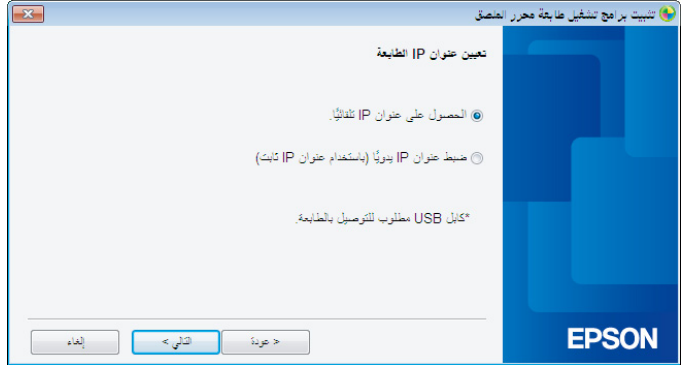 تثبيت برامج تشغيل طابعة محرر الملصق
تعيين عنوان IP الطابعة
الحصول على عنوان IP تلقائيًا.
ضبط عنوان IP يدويًا (باستخدام عنوان IP ثابت)
*كابل USB مطلوب للتوصيل بالطابعة.
< عودة
التالي >
إلغاء
EPSON